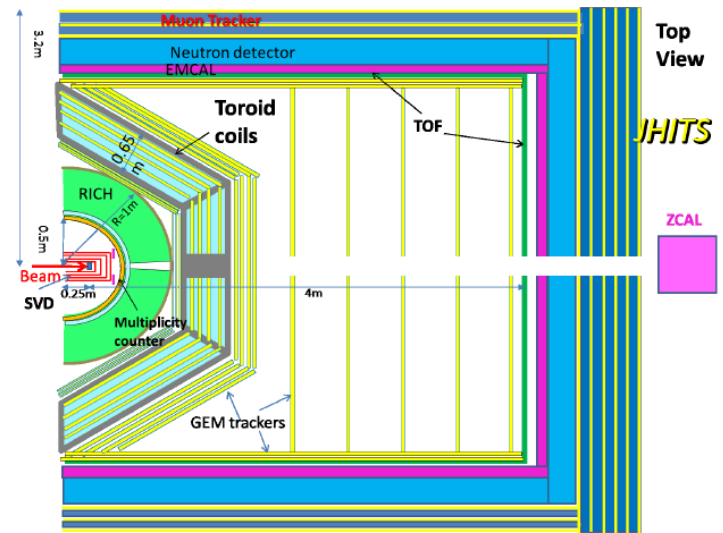 Muon Tracker
3.2m
Neutron detector
Top
View
EMCAL
Toroid
coils
TOF
JHITS
0.65
m
RICH
R=1m
ZCAL
0.5m
Beam
0.25m
4m
SVD
Multiplicity
counter
GEM trackers